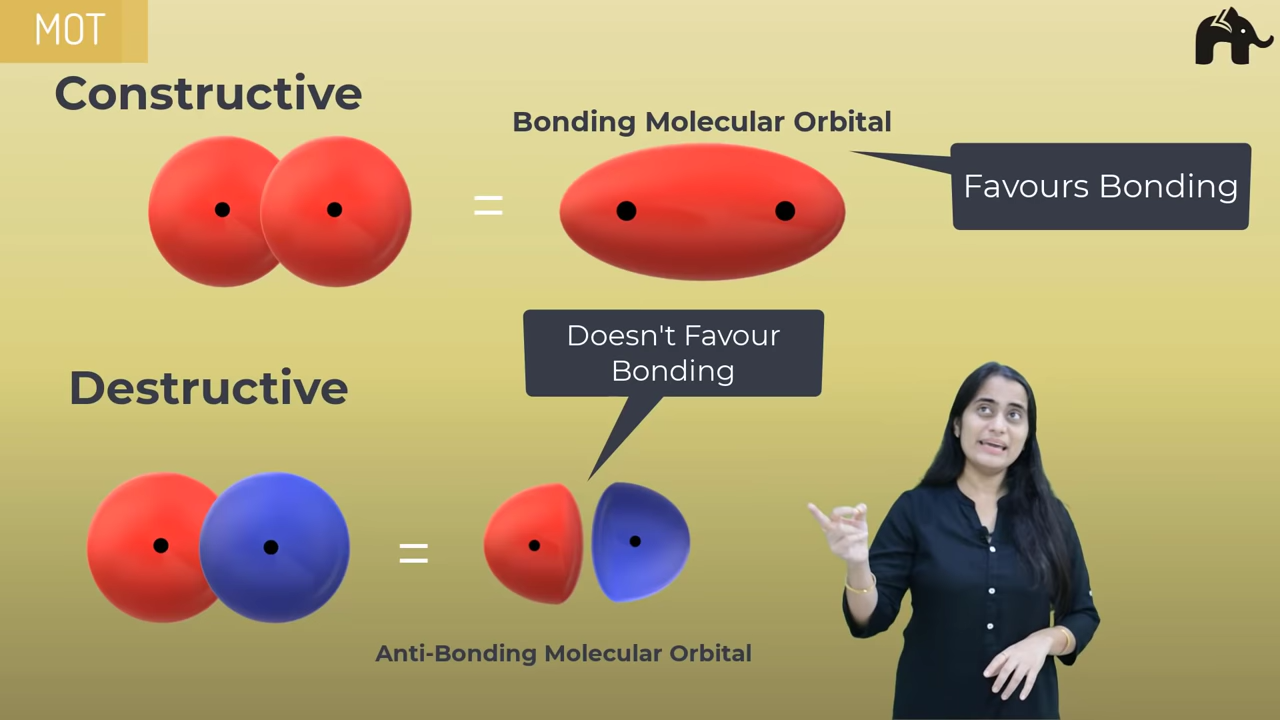 MOT
Constructive
Bonding Molecular Orbital
=
Favours Bonding
Doesn't Favour
Bonding
Destructive
=
Anti-Bonding Molecular Orbital